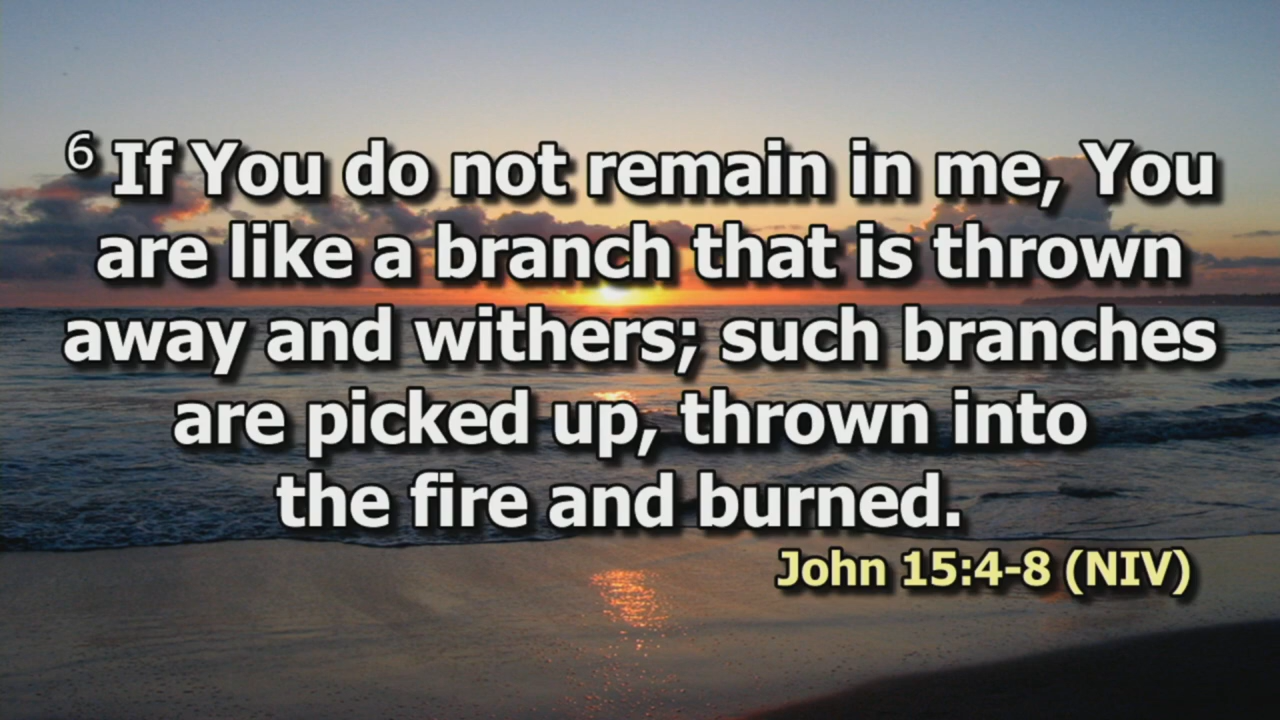 6 If You do not remain in me, You
are like a branch that is thrown
away and withers; such branches
are picked up, thrown into
the fire and burned.
John 15:4-8 (NIV)